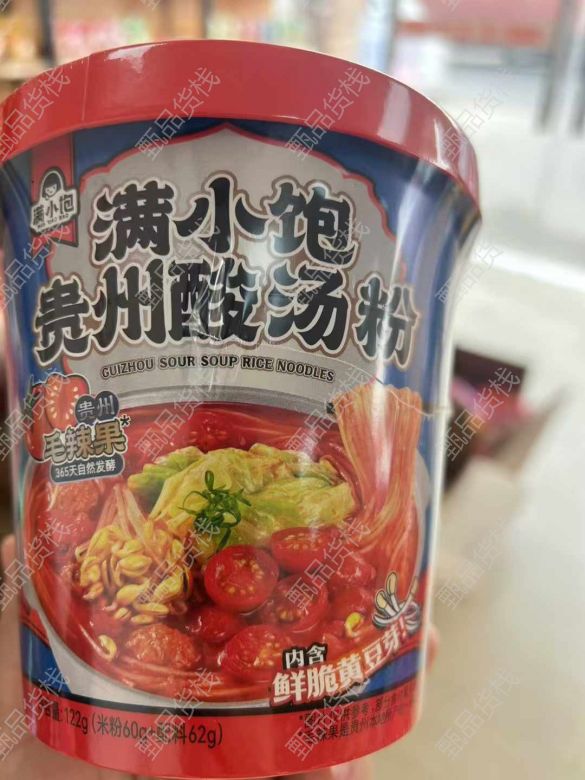 满小饱
满小饱
贵州酸汤粉
GUIZHOU SOUR SOUP RICE NOODLES
贵州
毛辣果*
365天自然发酵
内含
鲜脆黄豆芽
122g(米粉60g+ 料62g)
甄品货栈